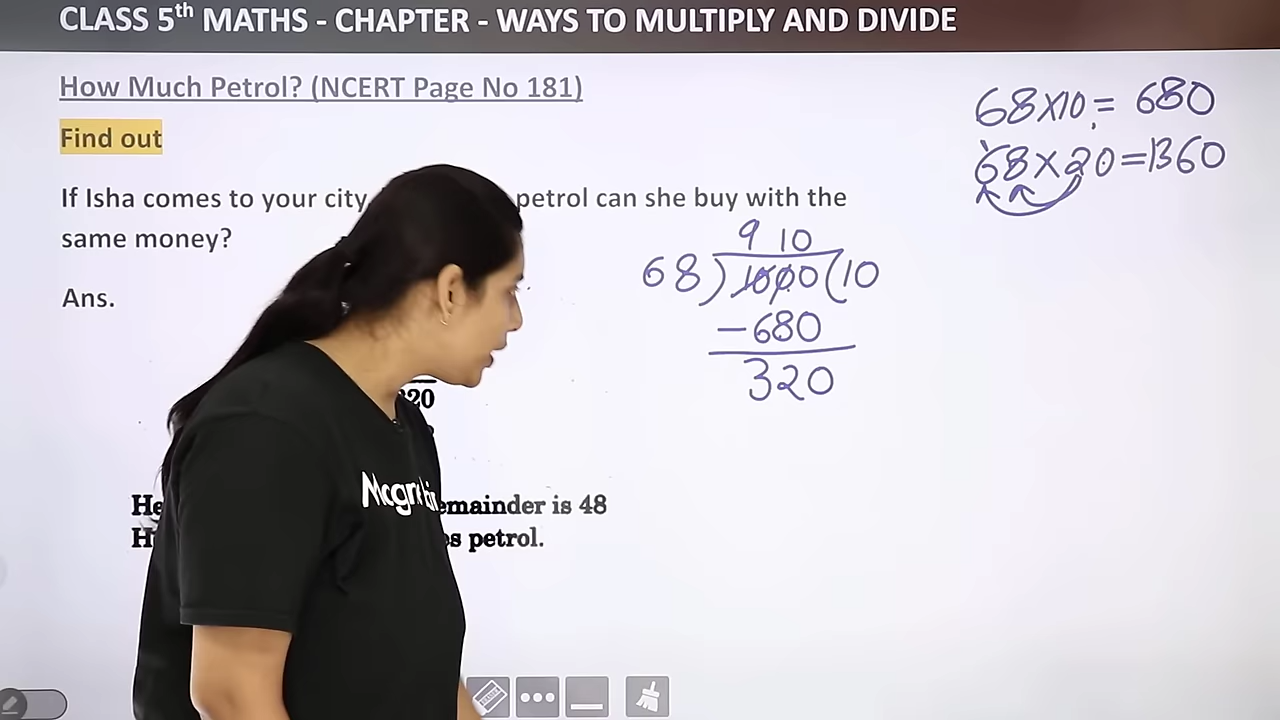 CLASS 5th MATHS - CHAPTER - WAYS TO MULTIPLY AND DIVIDE
How Much Petrol? (NCERT Page No 181)
Find out
If Isha comes to your city petrol can she buy with the
same money?
Ans.
68×10 = 680
68×20=1360
9 10
68)1000(10
-680
320
20
emainder is 48
petrol.